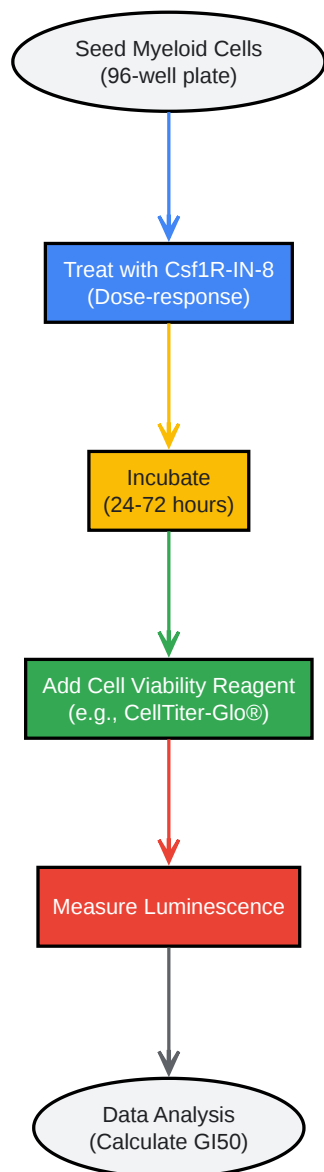 Seed Myeloid Cells
(96-well plate)
Treat with Csf1R-IN-8
(Dose-response)
Incubate
(24-72 hours)
Add Cell Viability Reagent
(e.g., CellTiter-Glo®)
Measure Luminescence
Data Analysis
(Calculate GI50)